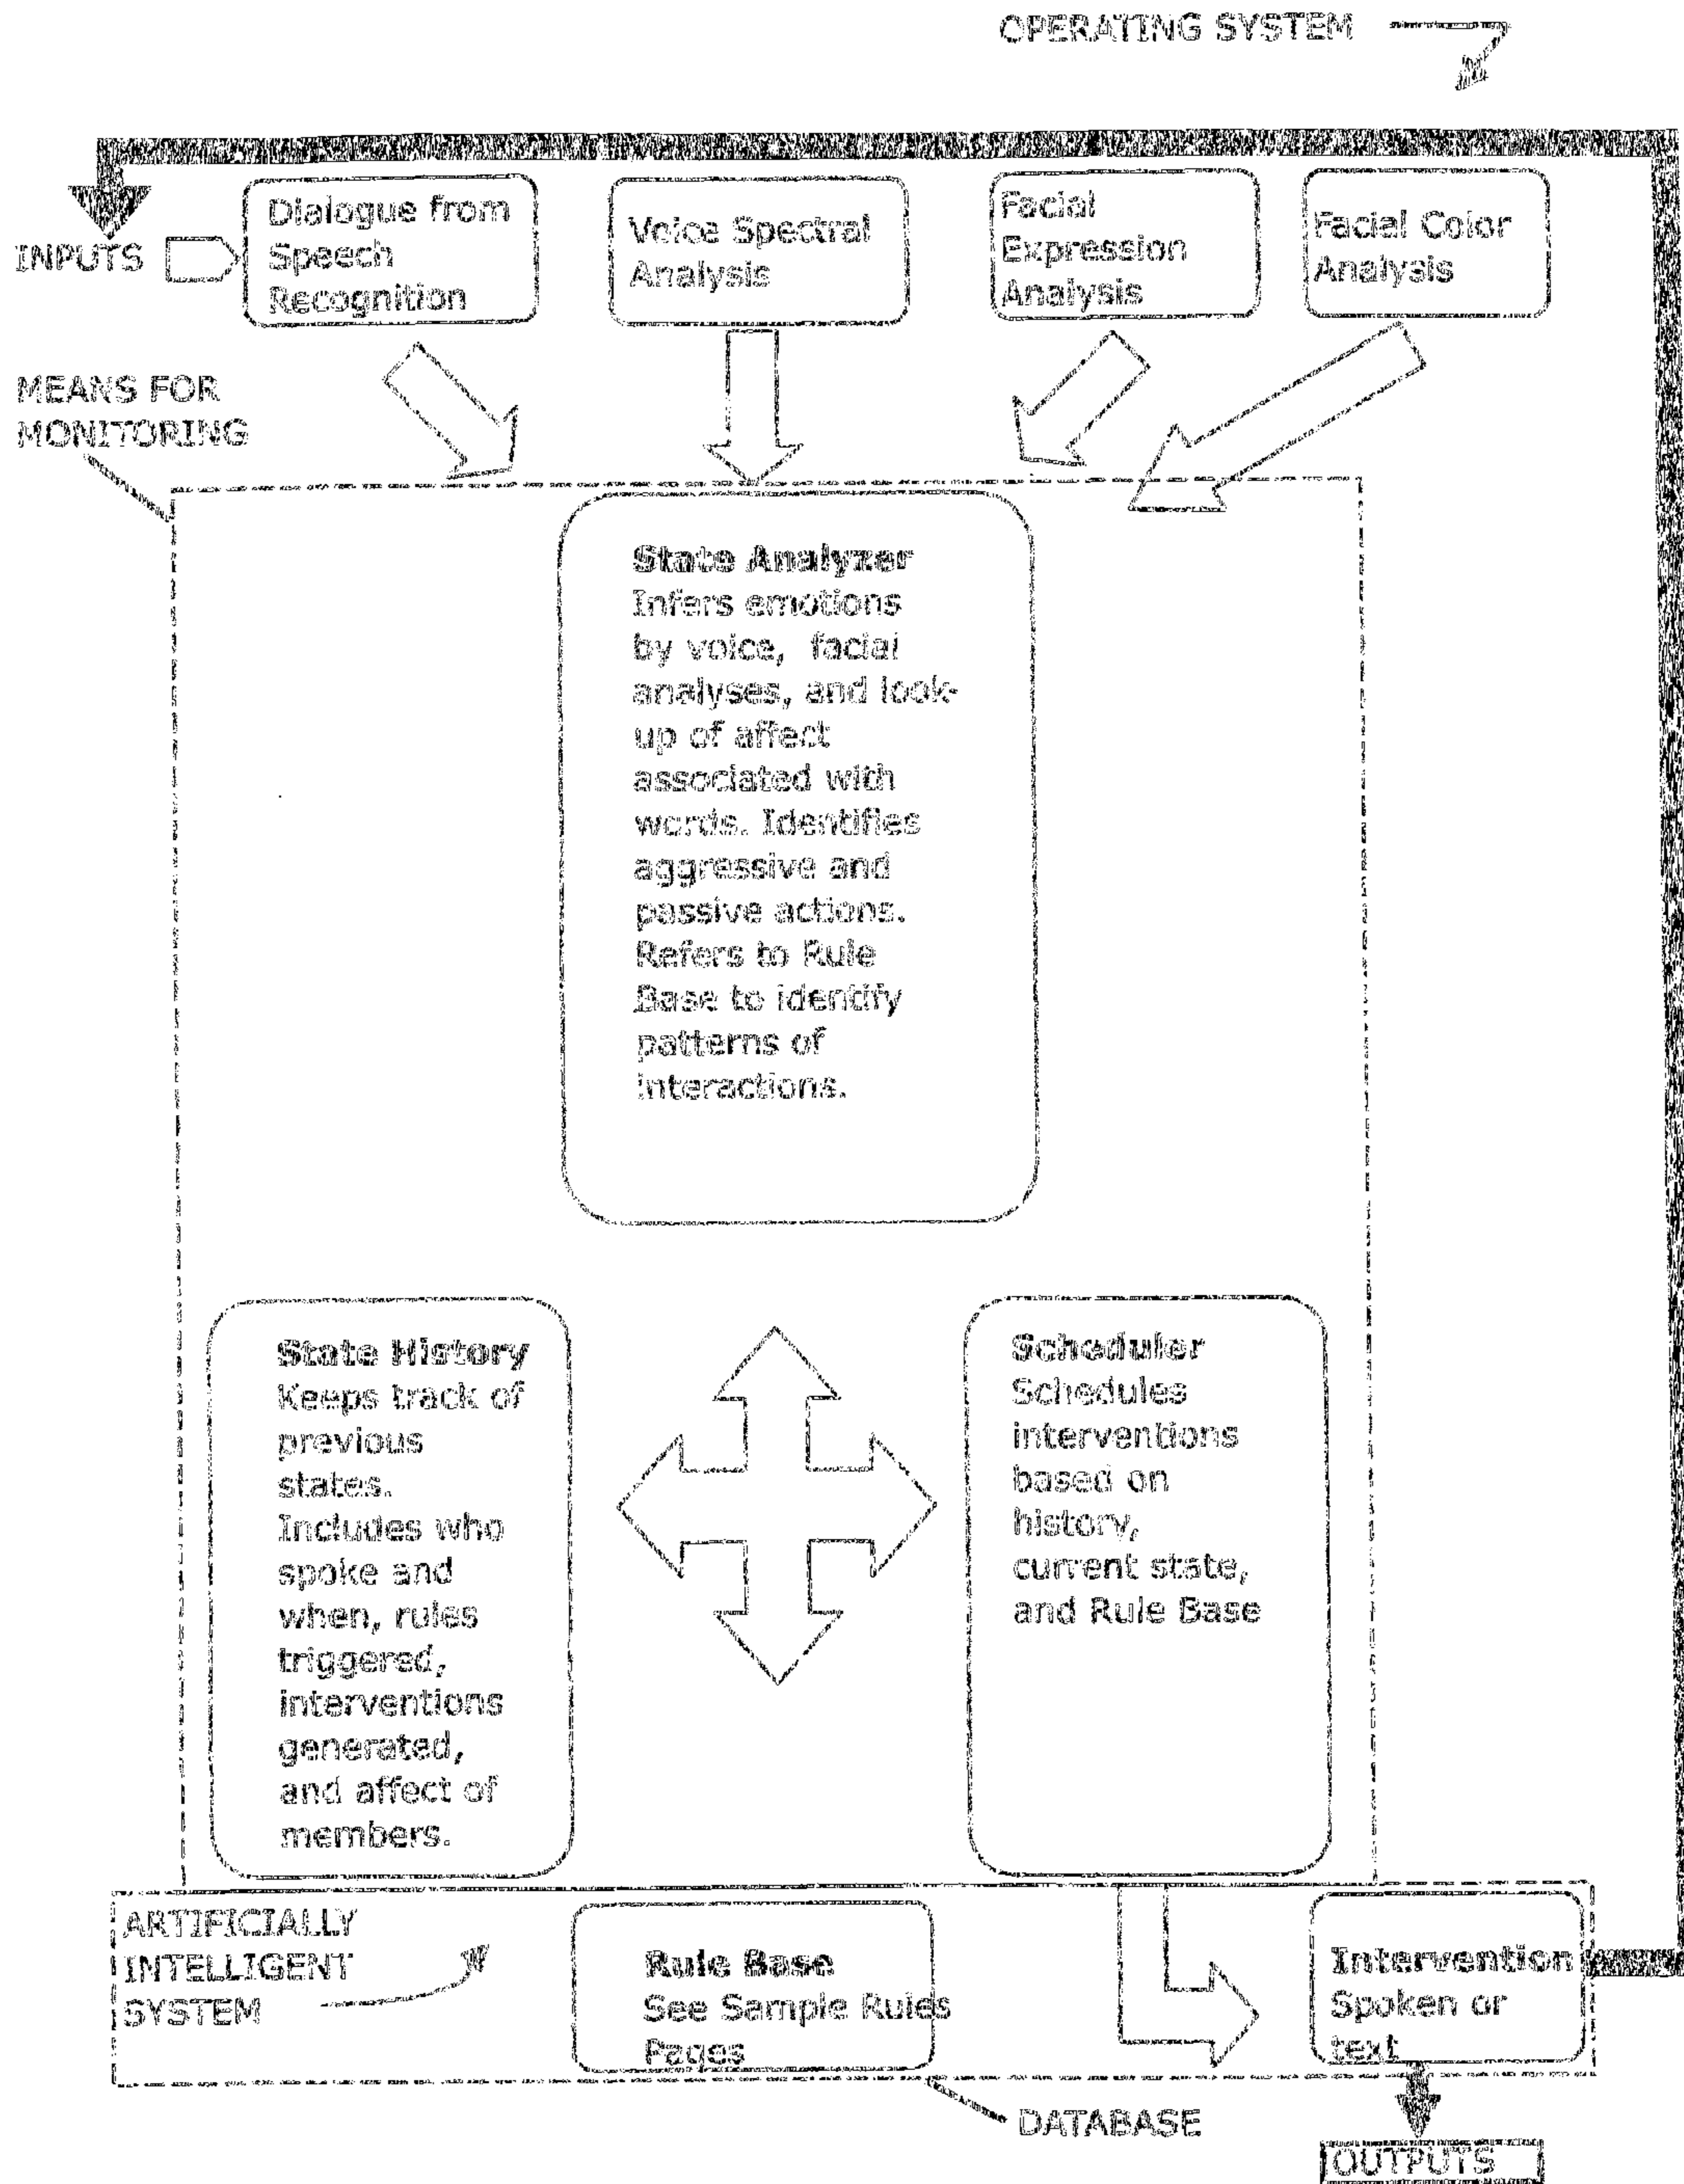 OPERATING SYSTEM
INPUTS
Dialogue from
Speech
Recognition
Voice Spectral
Analysis
Facial
Expression
Analysis
Facial Color
Analysis
MEANS FOR
MONITORING
State Analyzer
Infers emotions
by voice, facial
analyses, and look-
up of affect
associated with
words. Identifies
aggressive and
passive actions.
Refers to Rule
Base to identify
patterns of
interactions.
State History
Keeps track of
previous
states.
Includes who
spoke and
when, rules
triggered,
interventions
generated,
and affect of
members.
Scheduler
Schedules
interventions
based on
history,
current state,
and Rule Base
ARTIFICIALLY
INTELLIGENT
SYSTEM
Rule Base
See Sample Rules
Pages
Intervention
Spoken or
text
DATABASE
OUTPUTS